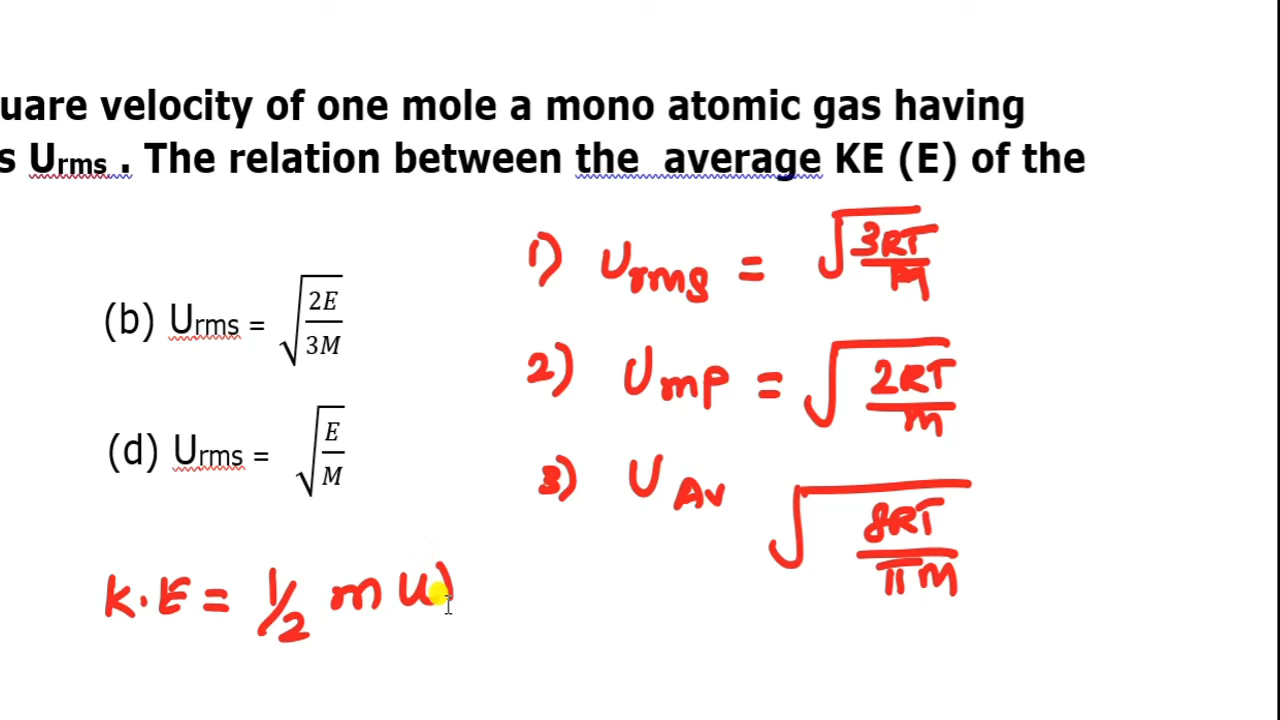 uare velocity of one mole a mono atomic gas having
s Urms . The relation between the average KE (E) of the
1) Urms = √(3RT/M)
(b) Urms = √(2E/3M)
2) Ump = √(2RT/M)
(d) Urms = √(E/M)
3) UAv √(8RT/πM)
K.E = 1/2 m u)